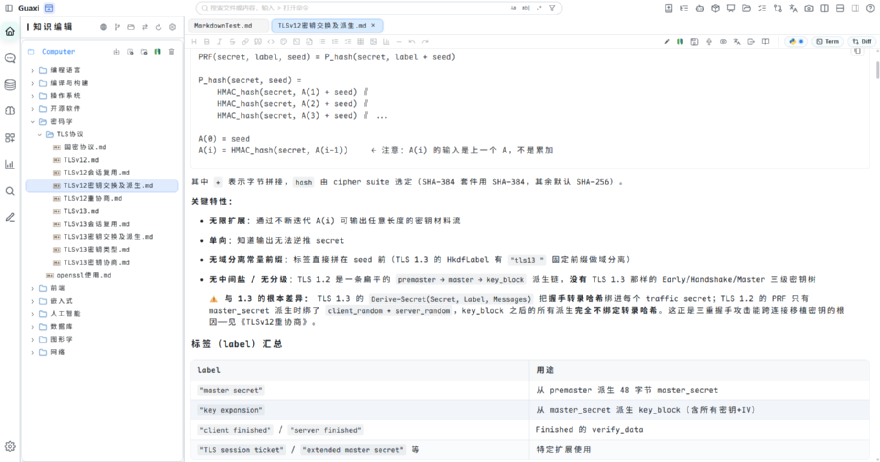 Guaxi
搜索文件或内容，输入 > 打开命令
知识编辑
Computer
编程语言
编译与构建
操作系统
开源软件
密码学
TLS协议
国密协议.md
TLSv12.md
TLSv12会话复用.md
TLSv12密钥交换及派生.md
TLSv12重协商.md
TLSv13.md
TLSv13会话复用.md
TLSv13密钥交换及派生.md
TLSv13密钥类型.md
TLSv13密钥协商.md
openssl使用.md
前端
嵌入式
人工智能
数据库
图形学
网络
MarkdownTest.md
TLSv12密钥交换及派生.md ×
Term
Diff
PRF(secret, label, seed) = P_hash(secret, label + seed)
P_hash(secret, seed) =
HMAC_hash(secret, A(1) + seed) ∥
HMAC_hash(secret, A(2) + seed) ∥
HMAC_hash(secret, A(3) + seed) ∥ ...
A(0) = seed
A(i) = HMAC_hash(secret, A(i-1)) ← 注意: A(i) 的输入是上一个 A, 不是累加
其中 + 表示字节拼接，hash 由 cipher suite 选定（SHA-384 套件用 SHA-384，其余默认 SHA-256）。
关键特性：
• 无限扩展：通过不断迭代 A(i) 可输出任意长度的密钥材料流
• 单向：知道输出无法逆推 secret
• 无域分离常量前缀：标签直接拼在 seed 前（TLS 1.3 的 HkdfLabel 有 "tls13 " 固定前缀做域分离）
• 无中间盐 / 无分级：TLS 1.2 是一条扁平的 premaster → master → key_block 派生链，没有 TLS 1.3 那样的 Early/Handshake/Master 三级密钥树
⚠️ 与 1.3 的根本差异： TLS 1.3 的 Derive-Secret(Secret, Label, Messages) 把握手转录哈希绑进每个 traffic secret；TLS 1.2 的 PRF 只有
master_secret 派生时绑了 client_random + server_random，key_block 之后的所有派生完全不绑定转录哈希。这正是三重握手攻击能跨连接移植密钥的根
因——见《TLSv12重协商》。
标签（label）汇总
label 用途
"master secret" 从 premaster 派生 48 字节 master_secret
"key expansion" 从 master_secret 派生 key_block（含所有密钥+IV）
"client finished" / "server finished" Finished 的 verify_data
"TLS session ticket" / "extended master secret" 等 特定扩展使用